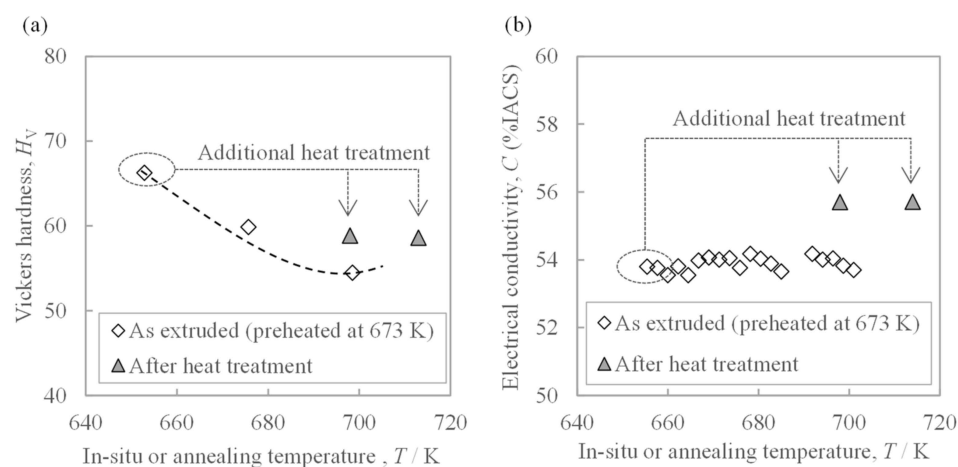 (a)
80
70
60
50
40
Vickers hardness, HV
Additional heat treatment
As extruded (preheated at 673 K)
After heat treatment
640 660 680 700 720
In-situ or annealing temperature , T / K
(b)
60
58
56
54
52
50
Electrical conductivity, C (%IACS)
Additional heat treatment
As extruded (preheated at 673 K)
After heat treatment
640 660 680 700 720
In-situ or annealing temperature, T / K